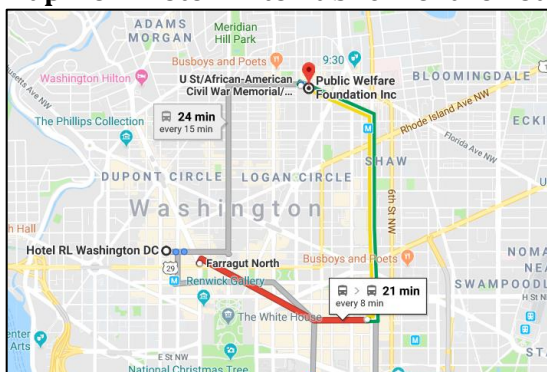 ADAMS
MORGAN
Meridian
Hill Park
Busboys and Poets
9:30
BLOOMINGDALE
Washington Hilton
U St/African-American
Civil War Memorial/...
Public Welfare
Foundation Inc
24 min
every 15 min
The Phillips Collection
Rhode Island Ave NW
ECKI
Florida Ave NW
SHAW
DUPONT CIRCLE
LOGAN CIRCLE
6th St NW
Washington
Hotel RL Washington DC
29
Farragut North
Busboys and Poets
NOMA
Renwick Gallery
21 min
every 8 min
SWAMPOODL
H St N
The White House
enter
Arts
E St NW
National Christmas Tree